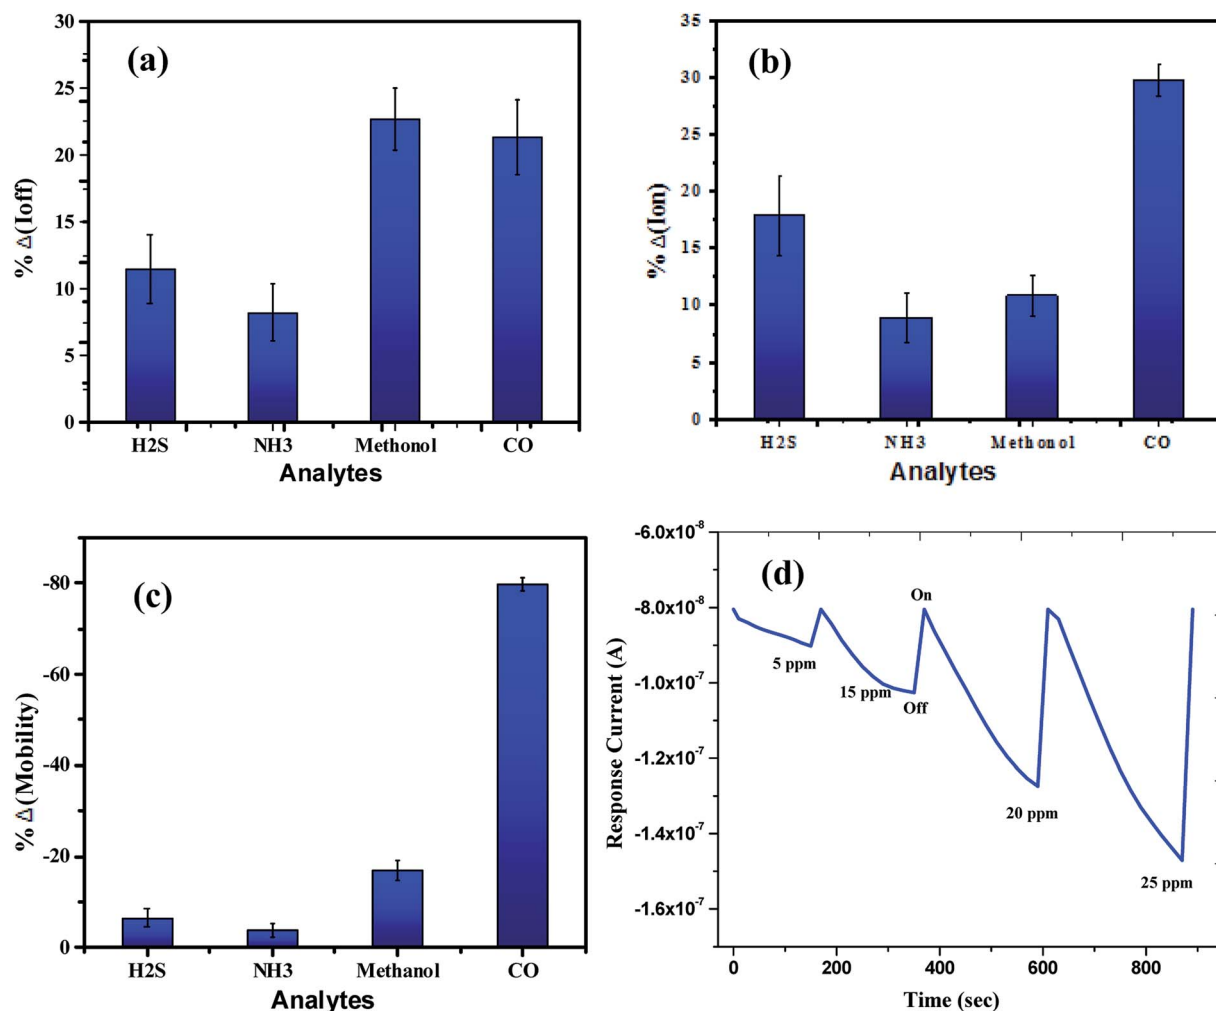 (a)
% Δ(Ioff)
30
25
20
15
10
5
0
H2S NH3 Methonol CO
Analytes
(b)
% Δ(Ion)
35
30
25
20
15
10
5
0
H2S NH3 Methonol CO
Analytes
(c)
% Δ(Mobility)
-80
-60
-40
-20
0
H2S NH3 Methanol CO
Analytes
(d)
Response Current (A)
-6.0x10⁻⁸
-8.0x10⁻⁸
-1.0x10⁻⁷
-1.2x10⁻⁷
-1.4x10⁻⁷
-1.6x10⁻⁷
On
5 ppm
15 ppm
Off
20 ppm
25 ppm
0 200 400 600 800
Time (sec)